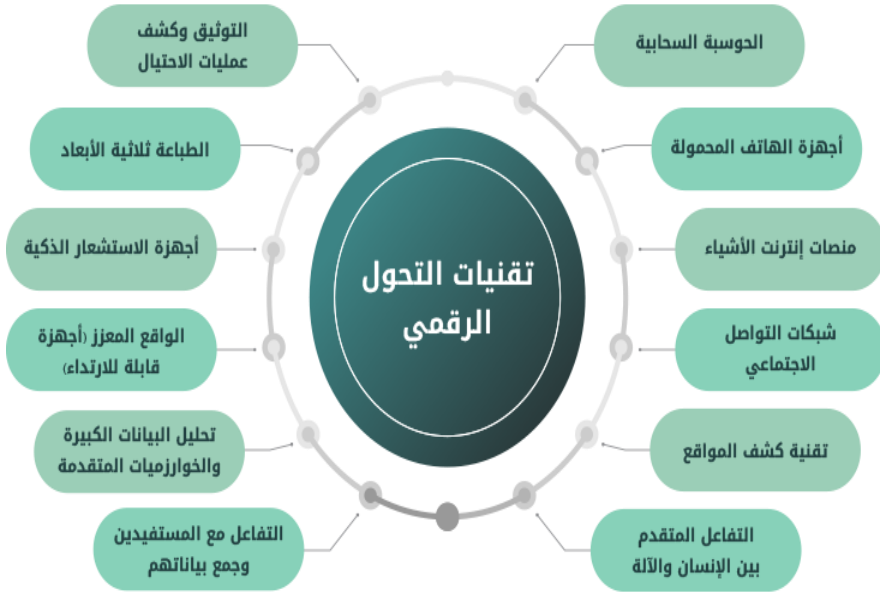 تقنيات التحول
الرقمي
الحوسبة السحابية
أجهزة الهاتف المحمولة
منصات إنترنت الأشياء
شبكات التواصل
الاجتماعي
تقنية كشف المواقع
التفاعل المتقدم
بين الإنسان والآلة
التوثيق وكشف
عمليات الاحتيال
الطباعة ثلاثية الأبعاد
أجهزة الاستشعار الذكية
الواقع المعزز (أجهزة
قابلة للارتداء)
تحليل البيانات الكبيرة
والخوارزميات المتقدمة
التفاعل مع المستفيدين
وجمع بياناتهم